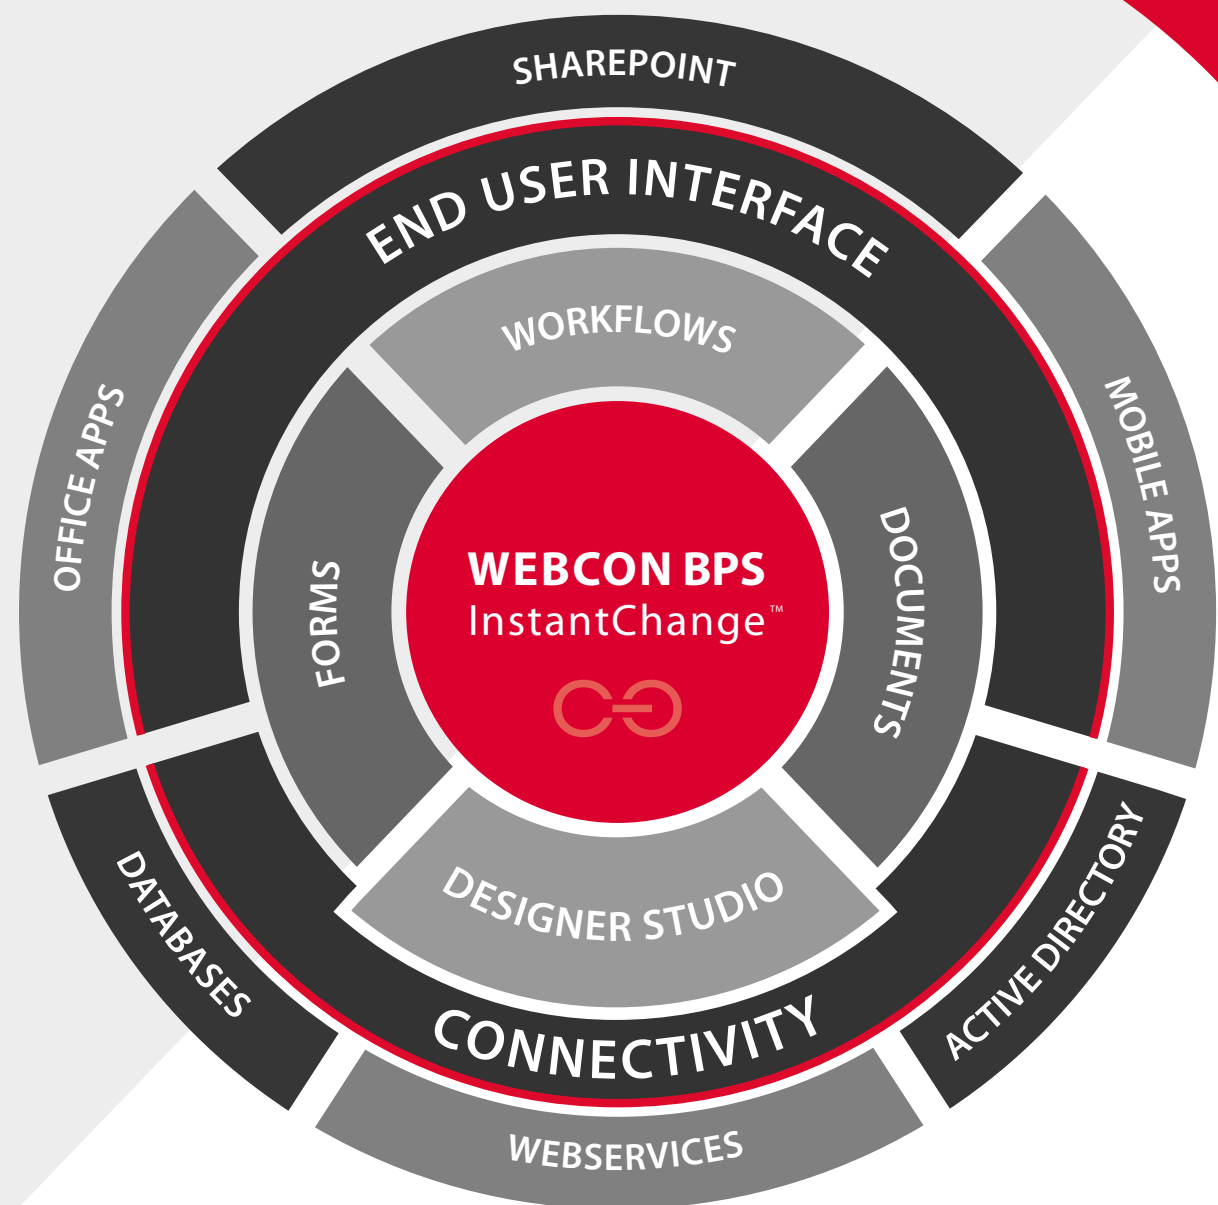 SHAREPOINT
END USER INTERFACE
WORKFLOWS
OFFICE APPS
MOBILE APPS
FORMS
DOCUMENTS
WEBCON BPS
InstantChange™
DESIGNER STUDIO
CONNECTIVITY
DATABASES
ACTIVE DIRECTORY
WEBSERVICES